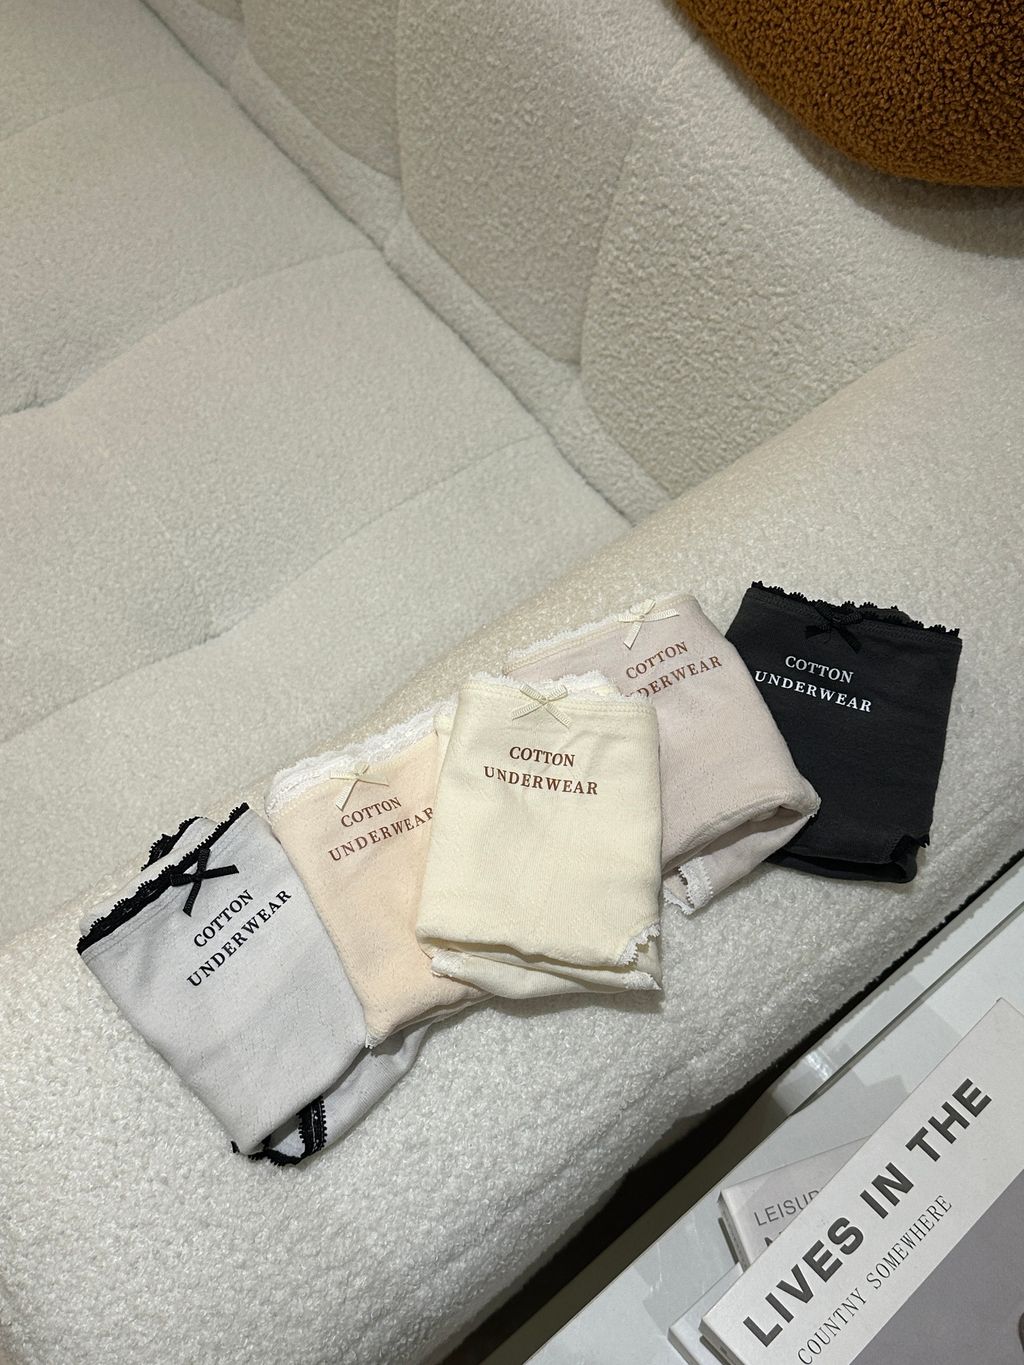 COTTON
UNDERWEAR
COTTON
UNDERWEAR
COTTON
UNDERWEAR
COTTON
UNDERWEAR
COTTON
UNDERWEAR
LEISUR
LIVES IN THE
COUNTNY SOMEWHERE